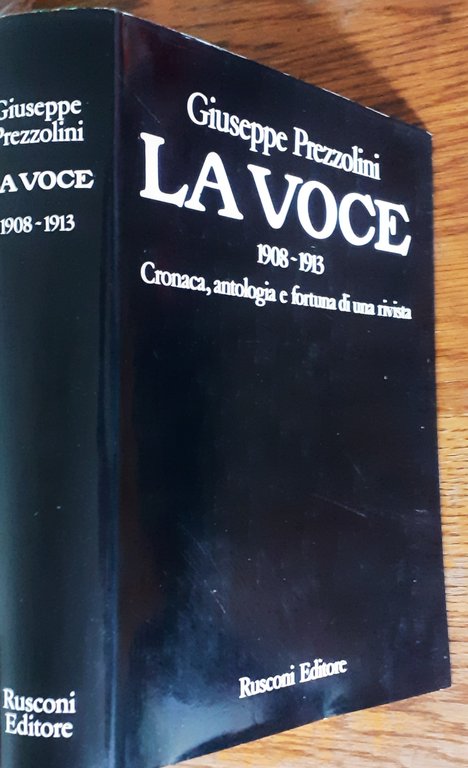 Giuseppe
Prezzolini
LA VOCE
1908-1913
Rusconi
Editore
Giuseppe Prezzolini
LA VOCE
1908-1913
Cronaca, antologia e fortuna di una rivista
Rusconi Editore